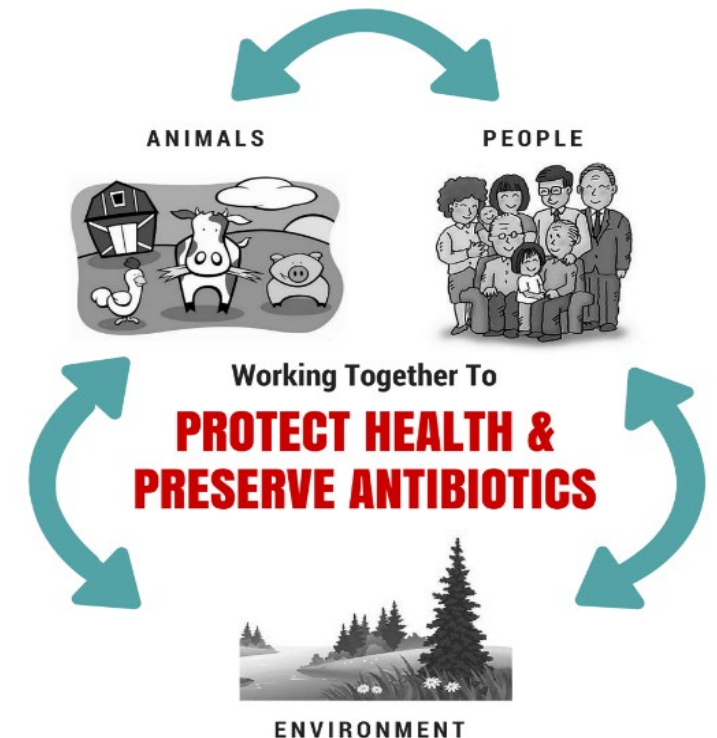 ANIMALS
PEOPLE
Working Together To
PROTECT HEALTH &
PRESERVE ANTIBIOTICS
ENVIRONMENT